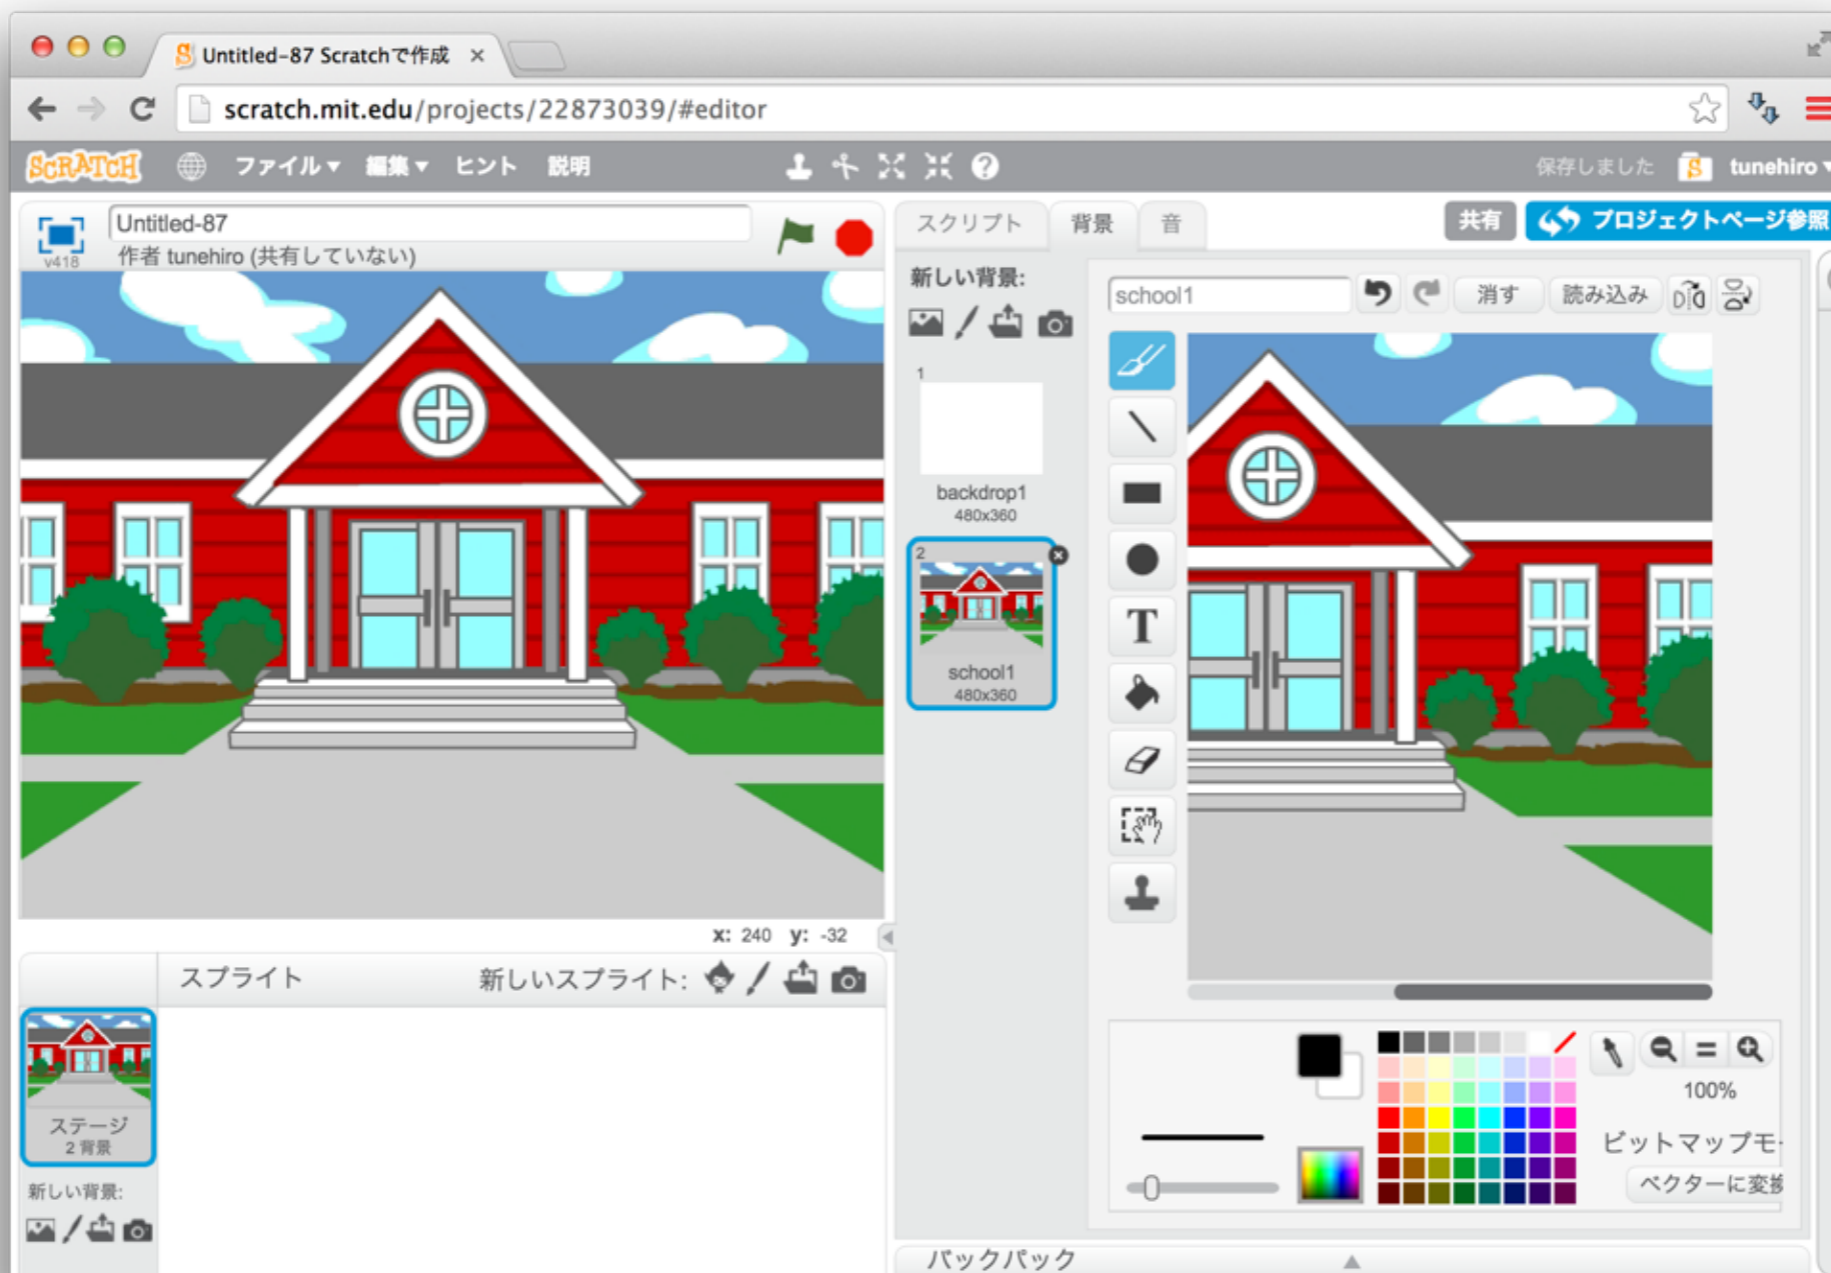 Untitled-87 Scratchで作成
scratch.mit.edu/projects/22873039/#editor
SCRATCH ファイル 編集 ヒント 説明 保存しました tunehiro
v418
Untitled-87
作者 tunehiro (共有していない)
スクリプト 背景 音 共有 プロジェクトページ参照
新しい背景:
school1 消す 読み込み
1
backdrop1
480x360
2
school1
480x360
T
x: 240 y: -32
スプライト 新しいスプライト:
ステージ
2 背景
新しい背景:
100%
ビットマップモー
ベクターに変換
バックパック